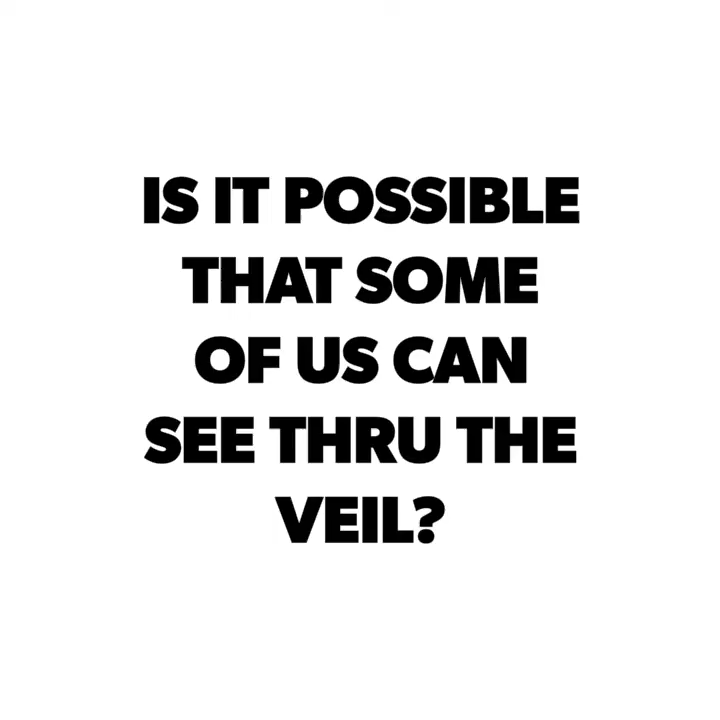 IS IT POSSIBLE
THAT SOME
OF US CAN
SEE THRU THE
VEIL?